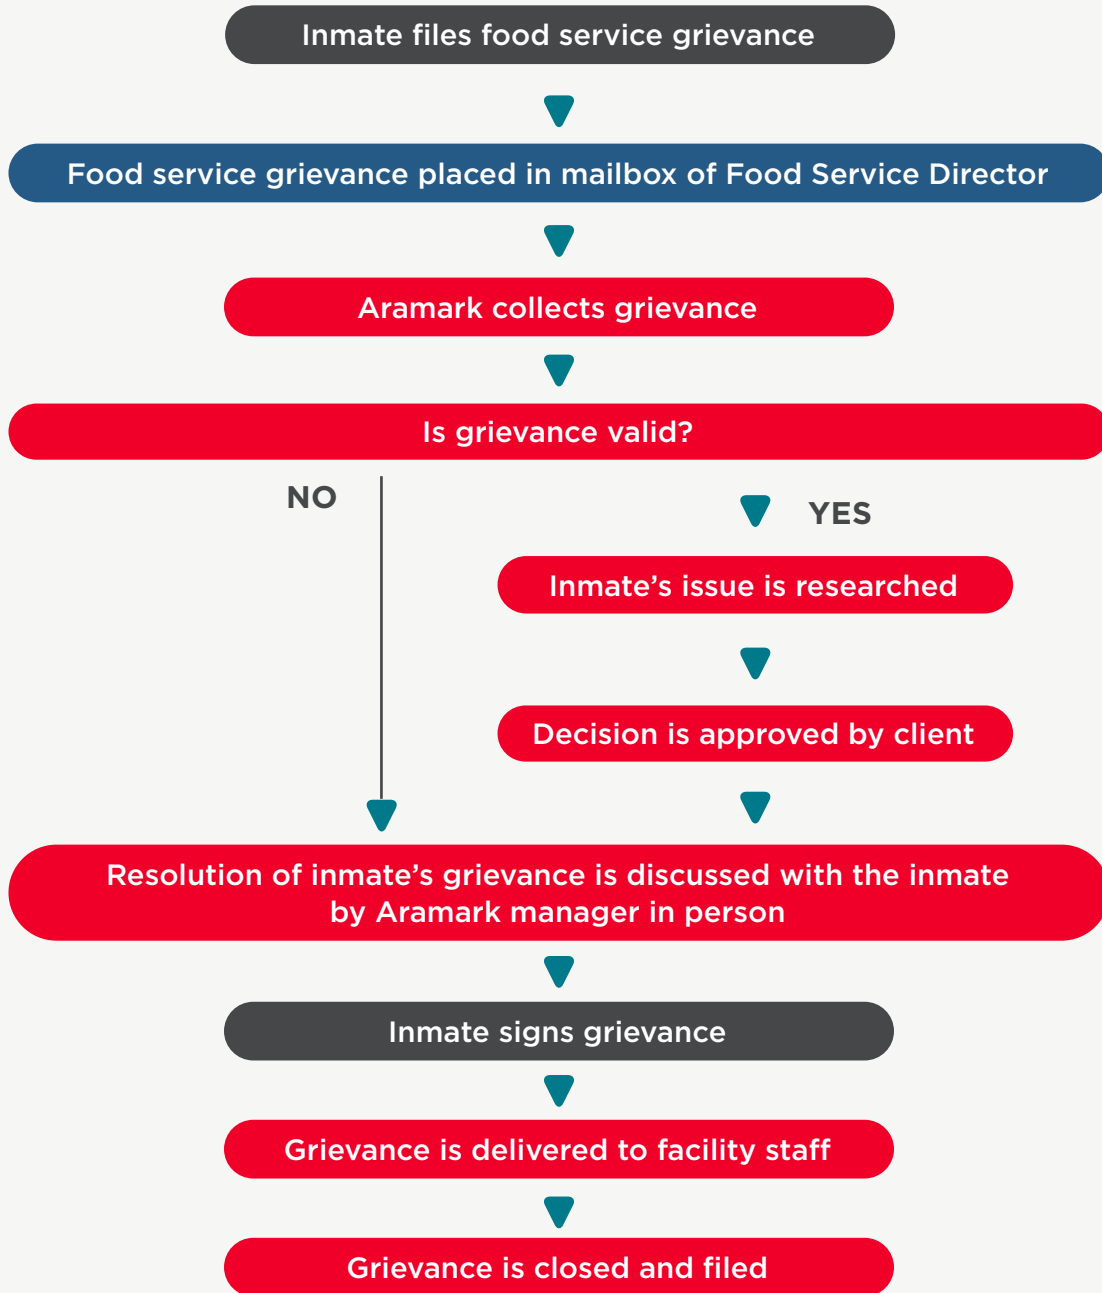 Inmate files food service grievance
Food service grievance placed in mailbox of Food Service Director
Aramark collects grievance
Is grievance valid?
NO
YES
Inmate’s issue is researched
Decision is approved by client
Resolution of inmate’s grievance is discussed with the inmate
by Aramark manager in person
Inmate signs grievance
Grievance is delivered to facility staff
Grievance is closed and filed